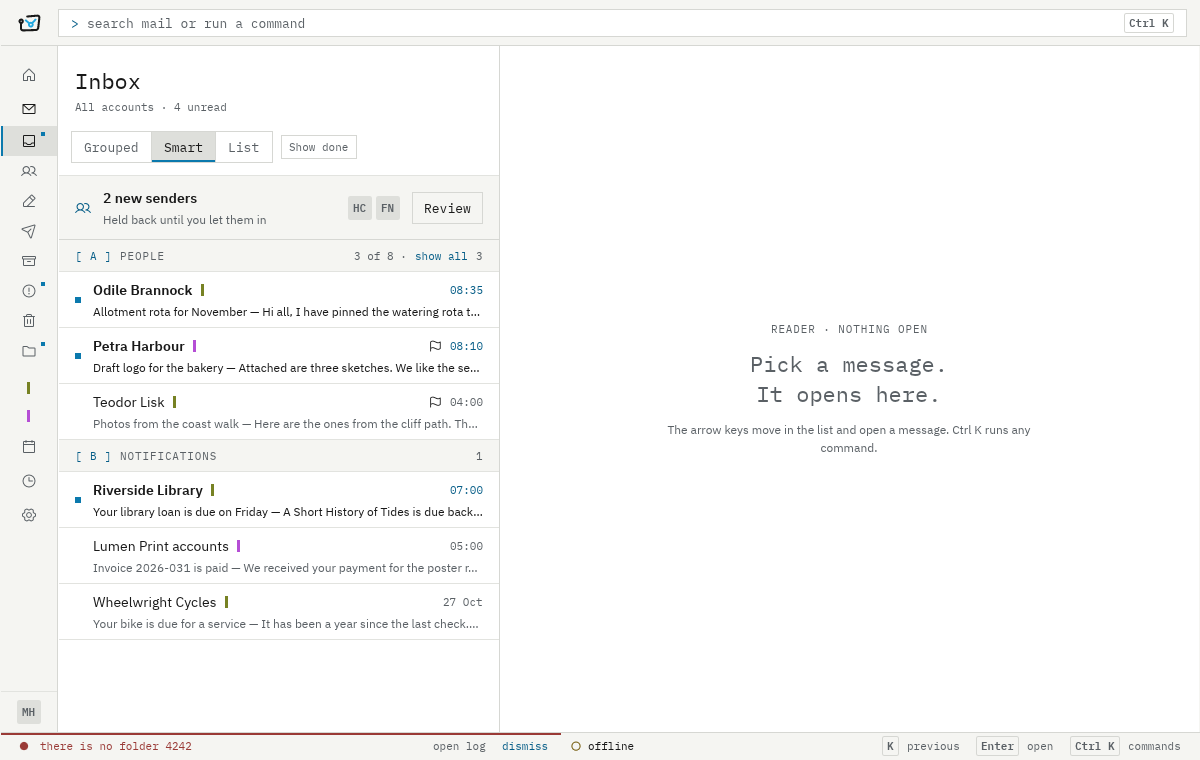 > search mail or run a command
Ctrl K
Inbox
All accounts · 4 unread
Grouped
Smart
List
Show done
2 new senders
Held back until you let them in
HC
FN
Review
[ A ] PEOPLE
3 of 8 · show all 3
Odile Brannock
08:35
Allotment rota for November — Hi all, I have pinned the watering rota t...
Petra Harbour
08:10
Draft logo for the bakery — Attached are three sketches. We like the se...
Teodor Lisk
04:00
Photos from the coast walk — Here are the ones from the cliff path. Th...
[ B ] NOTIFICATIONS
1
Riverside Library
07:00
Your library loan is due on Friday — A Short History of Tides is due back...
Lumen Print accounts
05:00
Invoice 2026-031 is paid — We received your payment for the poster r...
Wheelwright Cycles
27 Oct
Your bike is due for a service — It has been a year since the last check....
READER · NOTHING OPEN
Pick a message.
It opens here.
The arrow keys move in the list and open a message. Ctrl K runs any
command.
MH
there is no folder 4242
open log
dismiss
offline
K previous
Enter open
Ctrl K commands